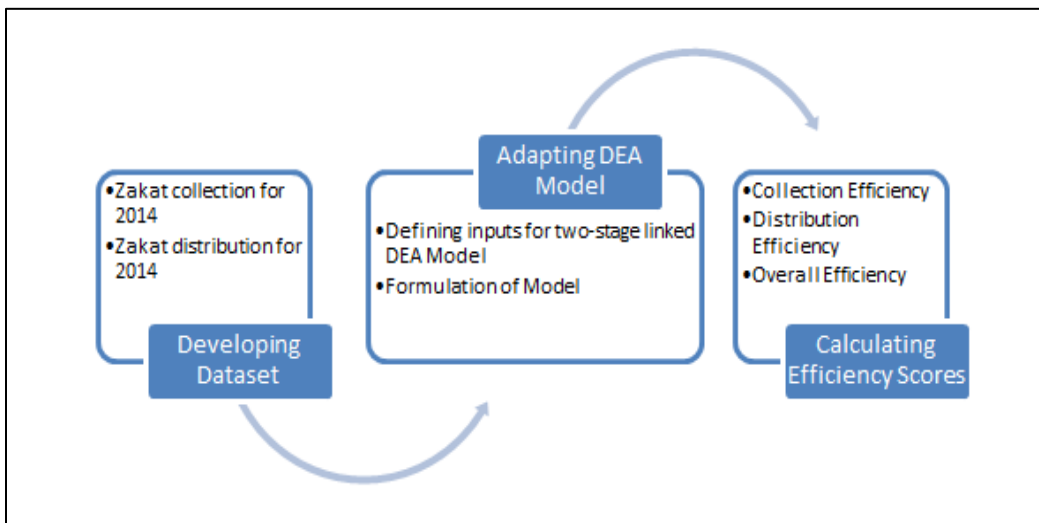 •Zakat collection for
2014
•Zakat distribution for
2014
Developing
Dataset
Adapting DEA
Model
•Defining inputs for two-stage linked
DEA Model
•Formulation of Model
•Collection Efficiency
•Distribution
Efficiency
•Overall Efficiency
Calculating
Efficiency Scores